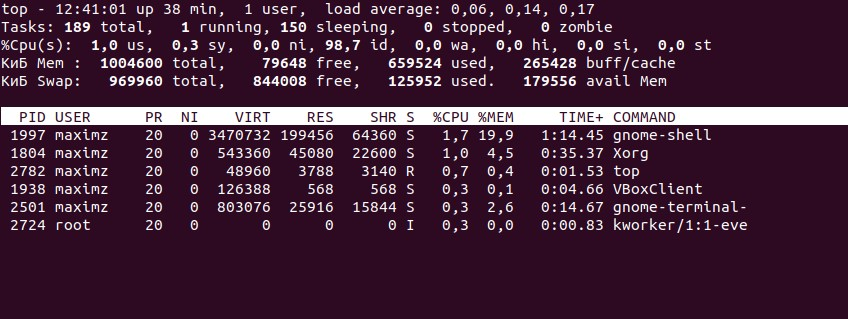 top - 12:41:01 up 38 min,  1 user,  load average: 0,06, 0,14, 0,17
Tasks: 189 total,   1 running, 150 sleeping,   0 stopped,   0 zombie
%Cpu(s):  1,0 us,  0,3 sy,  0,0 ni, 98,7 id,  0,0 wa,  0,0 hi,  0,0 si,  0,0 st
КиБ Mem :  1004600 total,    79648 free,   659524 used,   265428 buff/cache
КиБ Swap:   969960 total,   844008 free,   125952 used.   179556 avail Mem
  PID USER      PR  NI    VIRT    RES    SHR S  %CPU %MEM     TIME+ COMMAND
 1997 maximz    20   0 3470732 199456  64360 S   1,7 19,9   1:14.45 gnome-shell
 1804 maximz    20   0  543360  45080  22600 S   1,0  4,5   0:35.37 Xorg
 2782 maximz    20   0   48960   3788   3140 R   0,7  0,4   0:01.53 top
 1938 maximz    20   0  126388    568    568 S   0,3  0,1   0:04.66 VBoxClient
 2501 maximz    20   0  803076  25916  15844 S   0,3  2,6   0:14.67 gnome-terminal-
 2724 root      20   0       0      0      0 I   0,3  0,0   0:00.83 kworker/1:1-eve